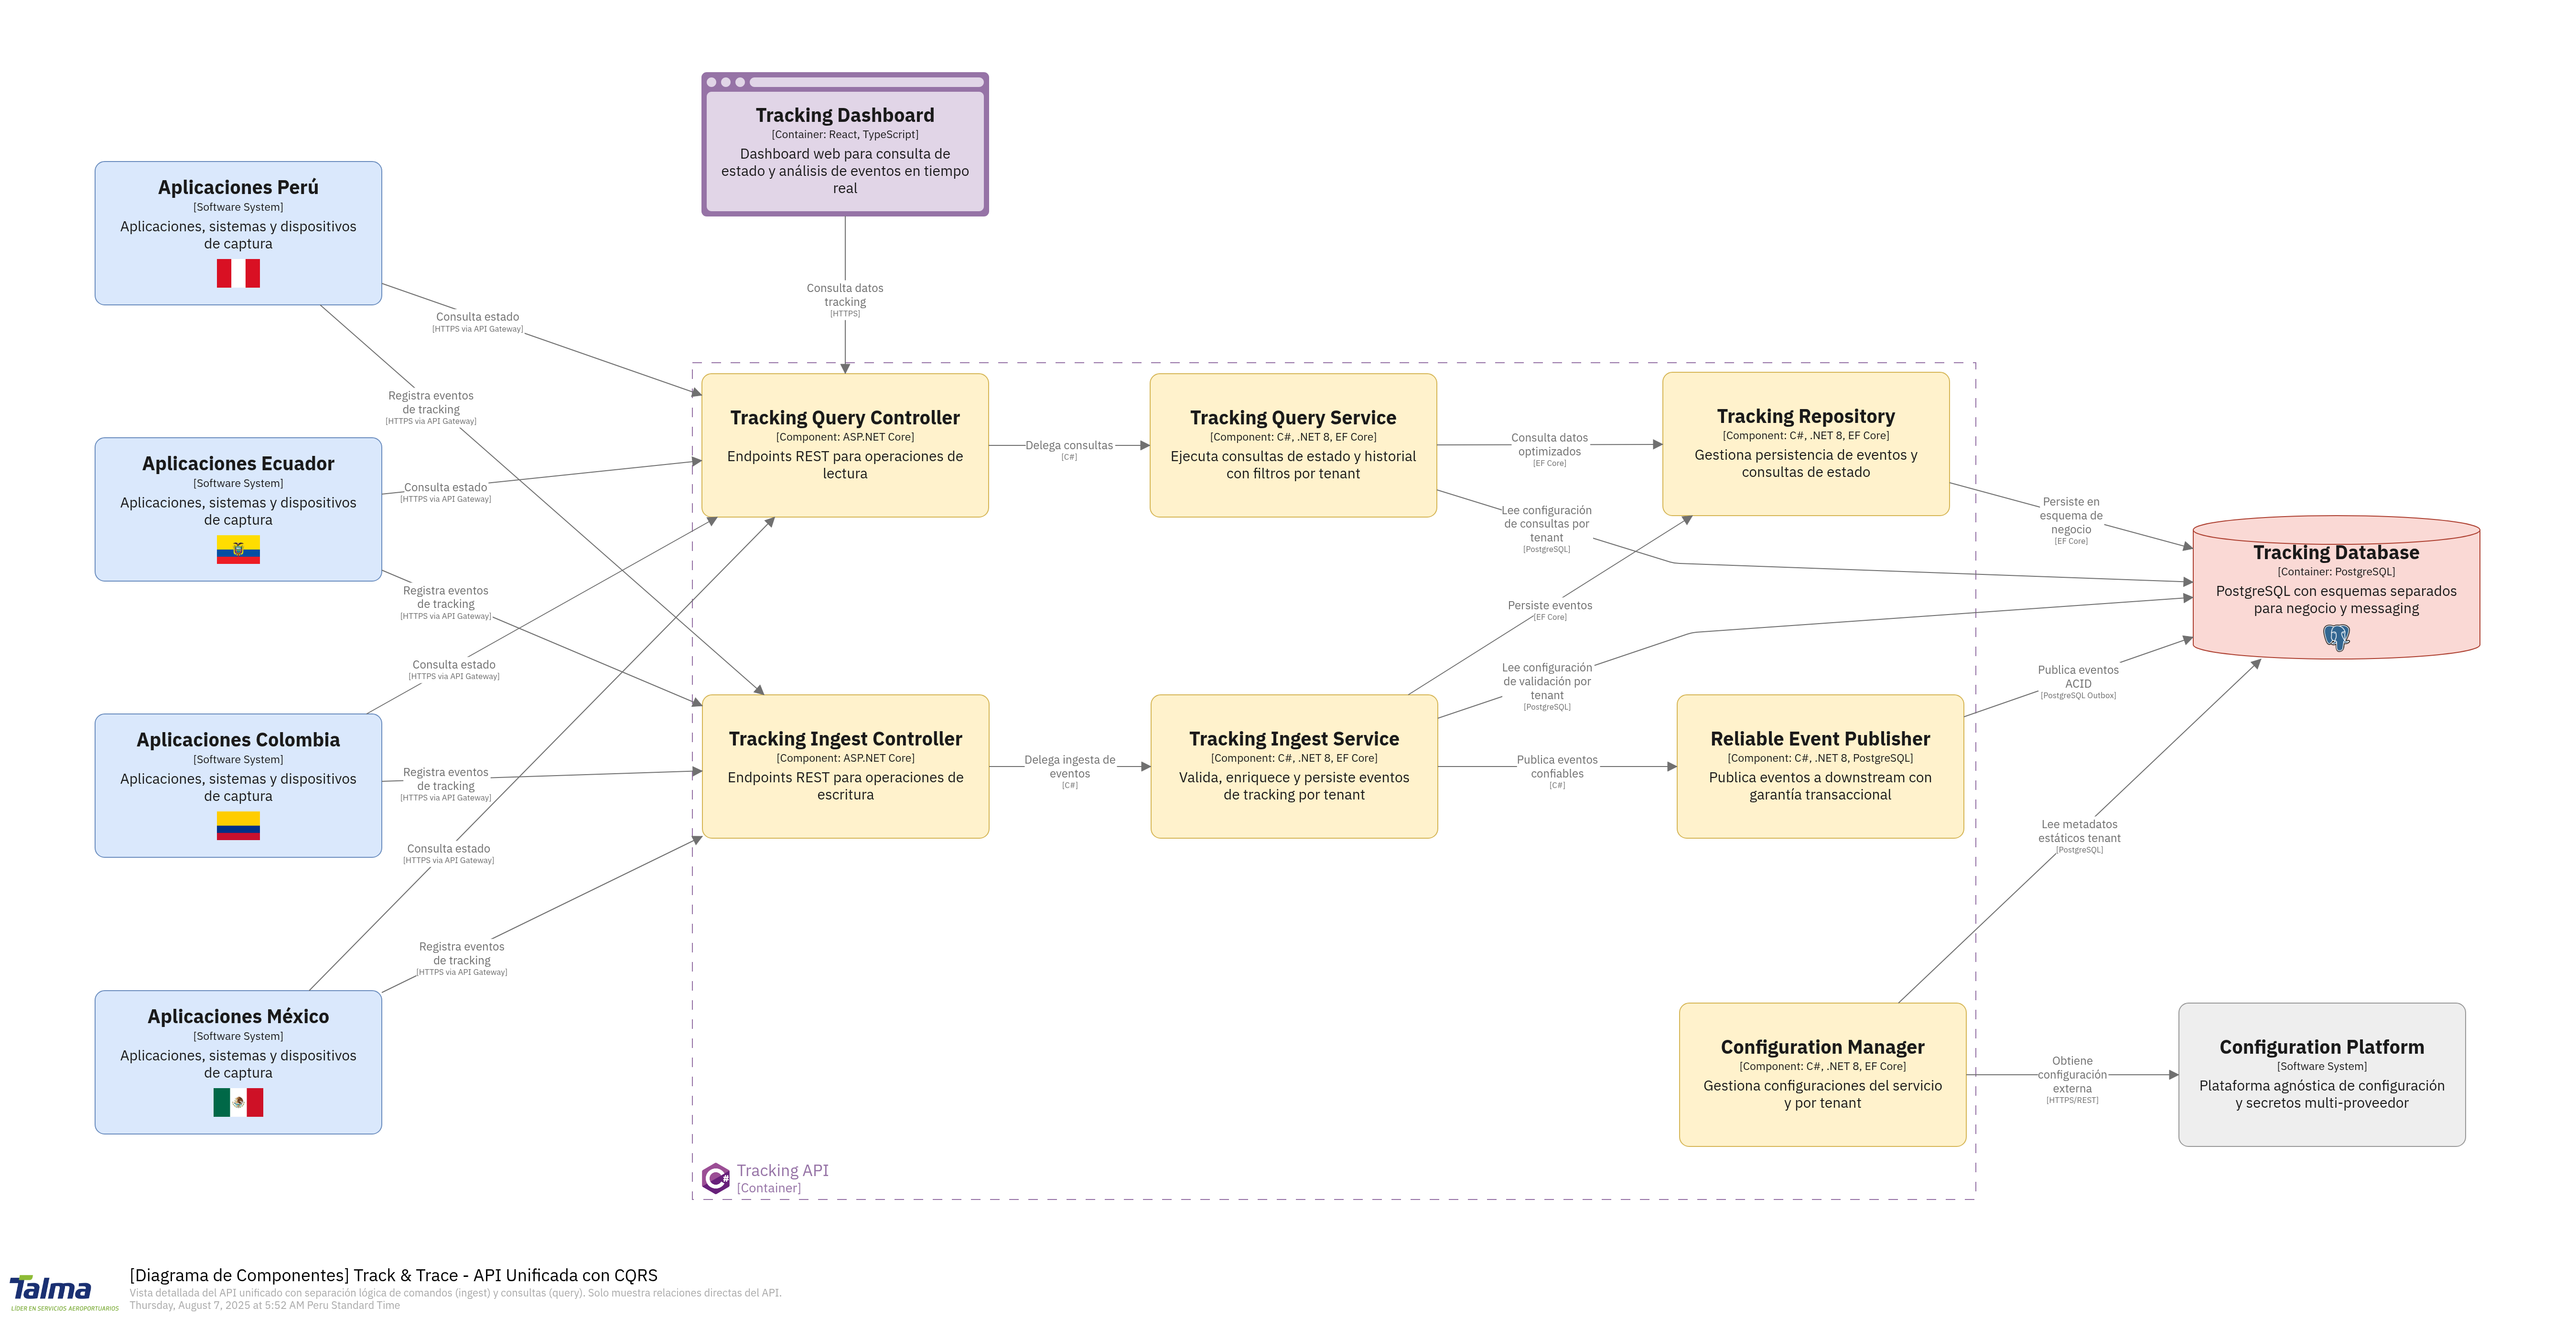 Tracking Dashboard
[Container: React, TypeScript]
Dashboard web para consulta de
estado y análisis de eventos en tiempo
real
Aplicaciones Perú
[Software System]
Aplicaciones, sistemas y dispositivos
de captura
Consulta datos
tracking
[HTTPS]
Consulta estado
[HTTPS via API Gateway]
Registra eventos
de tracking
[HTTPS via API Gateway]
Aplicaciones Ecuador
[Software System]
Aplicaciones, sistemas y dispositivos
de captura
Consulta estado
[HTTPS via API Gateway]
Registra eventos
de tracking
[HTTPS via API Gateway]
Tracking Query Controller
[Component: ASP.NET Core]
Endpoints REST para operaciones de
lectura
Delega consultas
[C#]
Tracking Query Service
[Component: C#, .NET 8, EF Core]
Ejecuta consultas de estado y historial
con filtros por tenant
Consulta datos
optimizados
[EF Core]
Tracking Repository
[Component: C#, .NET 8, EF Core]
Gestiona persistencia de eventos y
consultas de estado
Lee configuración
de consultas por
tenant
[PostgreSQL]
Persiste en
esquema de
negocio
[EF Core]
Tracking Database
[Container: PostgreSQL]
PostgreSQL con esquemas separados
para negocio y messaging
Persiste eventos
[EF Core]
Lee configuración
de validación por
tenant
[PostgreSQL]
Publica eventos
ACID
[PostgreSQL Outbox]
Consulta estado
[HTTPS via API Gateway]
Aplicaciones Colombia
[Software System]
Aplicaciones, sistemas y dispositivos
de captura
Registra eventos
de tracking
[HTTPS via API Gateway]
Tracking Ingest Controller
[Component: ASP.NET Core]
Endpoints REST para operaciones de
escritura
Delega ingesta de
eventos
[C#]
Tracking Ingest Service
[Component: C#, .NET 8, EF Core]
Valida, enriquece y persiste eventos
de tracking por tenant
Publica eventos
confiables
[C#]
Reliable Event Publisher
[Component: C#, .NET 8, PostgreSQL]
Publica eventos a downstream con
garantía transaccional
Consulta estado
[HTTPS via API Gateway]
Lee metadatos
estáticos tenant
[PostgreSQL]
Registra eventos
de tracking
[HTTPS via API Gateway]
Aplicaciones México
[Software System]
Aplicaciones, sistemas y dispositivos
de captura
Configuration Manager
[Component: C#, .NET 8, EF Core]
Gestiona configuraciones del servicio
y por tenant
Obtiene
configuración
externa
[HTTPS/REST]
Configuration Platform
[Software System]
Plataforma agnóstica de configuración
y secretos multi-proveedor
C#
Tracking API
[Container]
Talma
LÍDER EN SERVICIOS AEROPORTUARIOS
[Diagrama de Componentes] Track & Trace - API Unificada con CQRS
Vista detallada del API unificado con separación lógica de comandos (ingest) y consultas (query). Solo muestra relaciones directas del API.
Thursday, August 7, 2025 at 5:52 AM Peru Standard Time